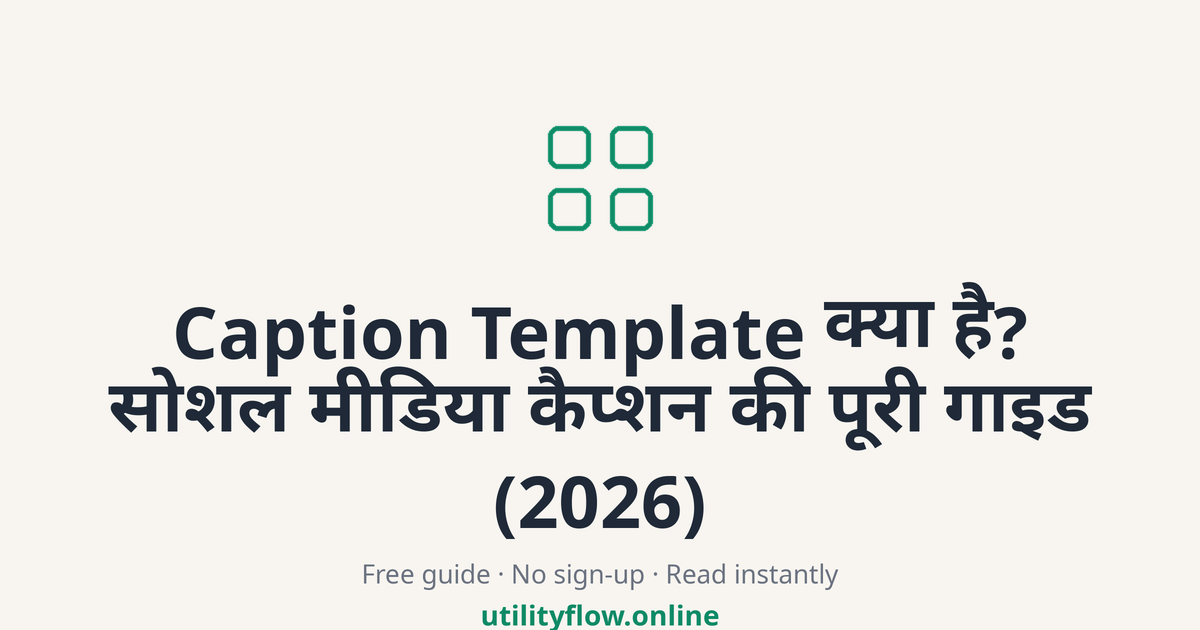 Caption Template क्या है?
सोशल मीडिया कैप्शन की पूरी गाइड
(2026)
Free guide · No sign-up · Read instantly
utilityflow.online